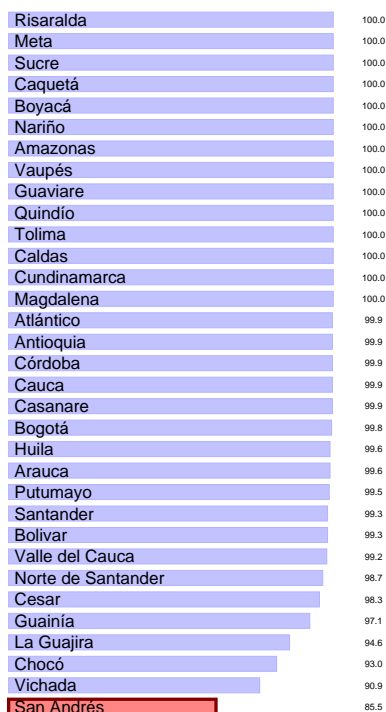 Risaralda 100.0
Meta 100.0
Sucre 100.0
Caquetá 100.0
Boyacá 100.0
Nariño 100.0
Amazonas 100.0
Vaupés 100.0
Guaviare 100.0
Quindío 100.0
Tolima 100.0
Caldas 100.0
Cundinamarca 100.0
Magdalena 100.0
Atlántico 99.9
Antioquia 99.9
Córdoba 99.9
Cauca 99.9
Casanare 99.9
Bogotá 99.8
Huila 99.6
Arauca 99.6
Putumayo 99.5
Santander 99.3
Bolivar 99.3
Valle del Cauca 99.2
Norte de Santander 98.7
Cesar 98.3
Guainía 97.1
La Guajira 94.6
Chocó 93.0
Vichada 90.9
San Andrés 85.5